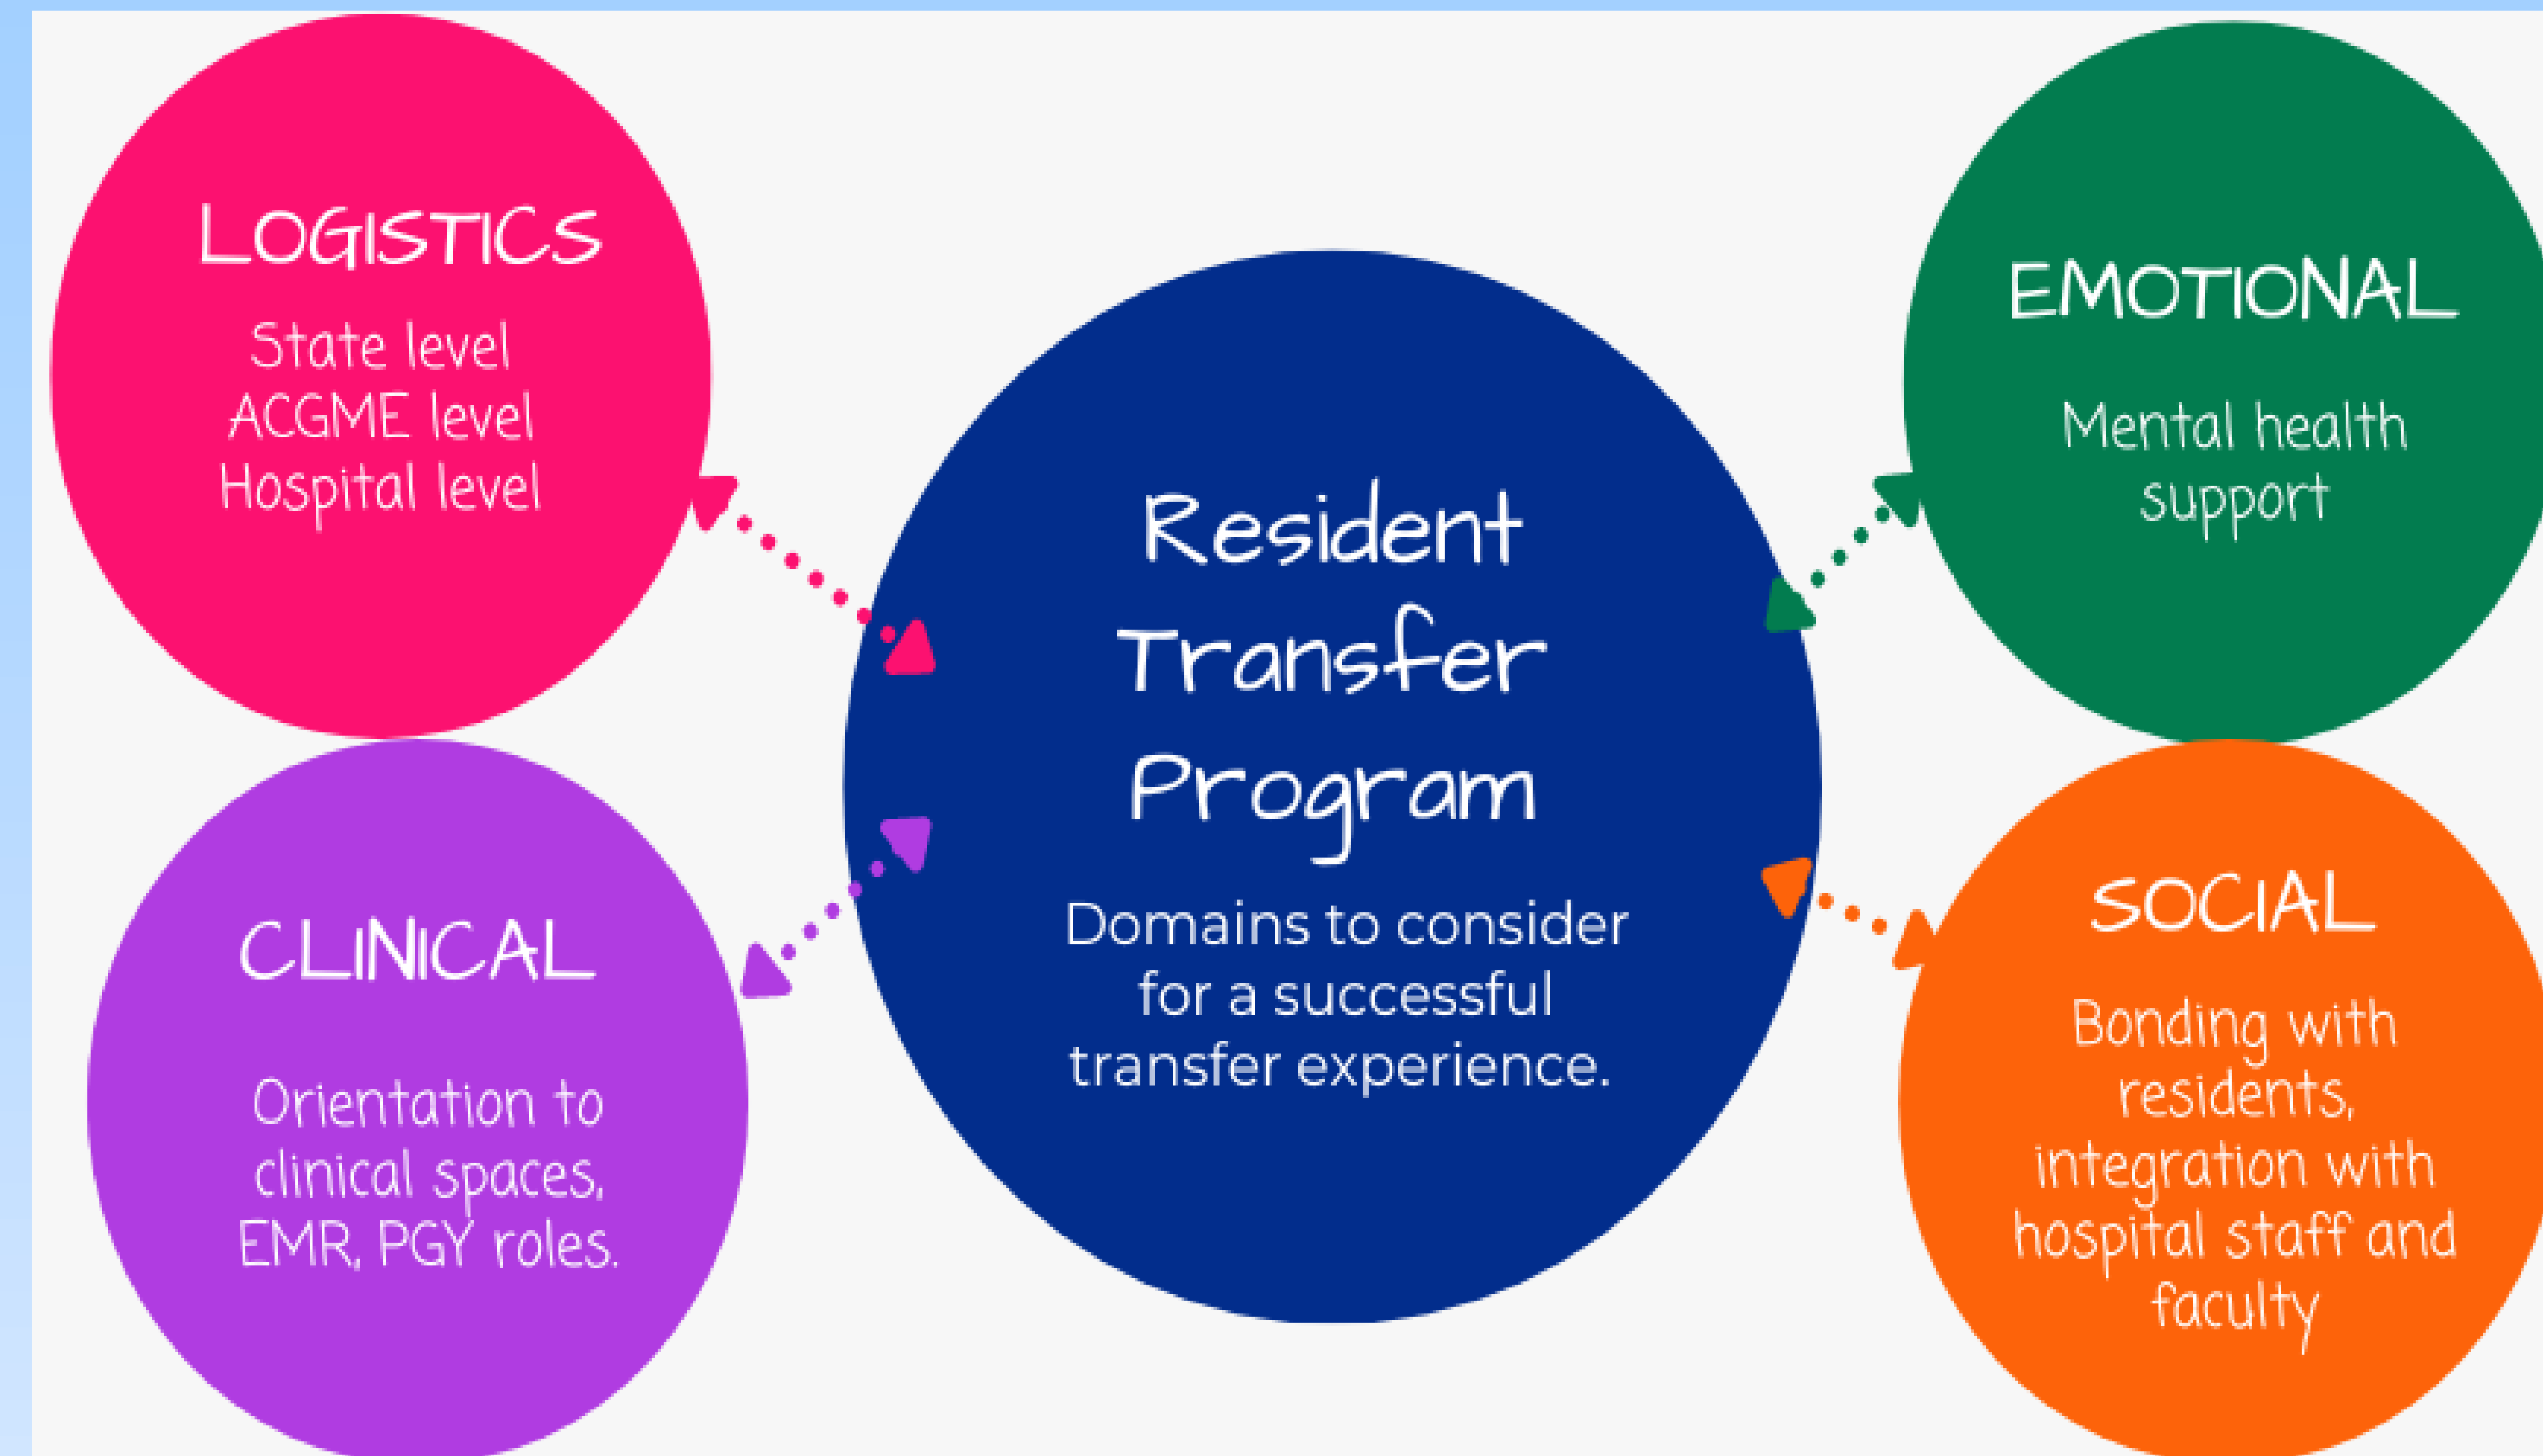 LOGISTICS
State level
ACGME level
Hospital level
CLINICAL
Orientation to
clinical spaces,
EMR, PGY roles.
Resident
Transfer
Program
Domains to consider
for a successful
transfer experience.
EMOTIONAL
Mental health
support
SOCIAL
Bonding with
residents,
integration with
hospital staff and
faculty